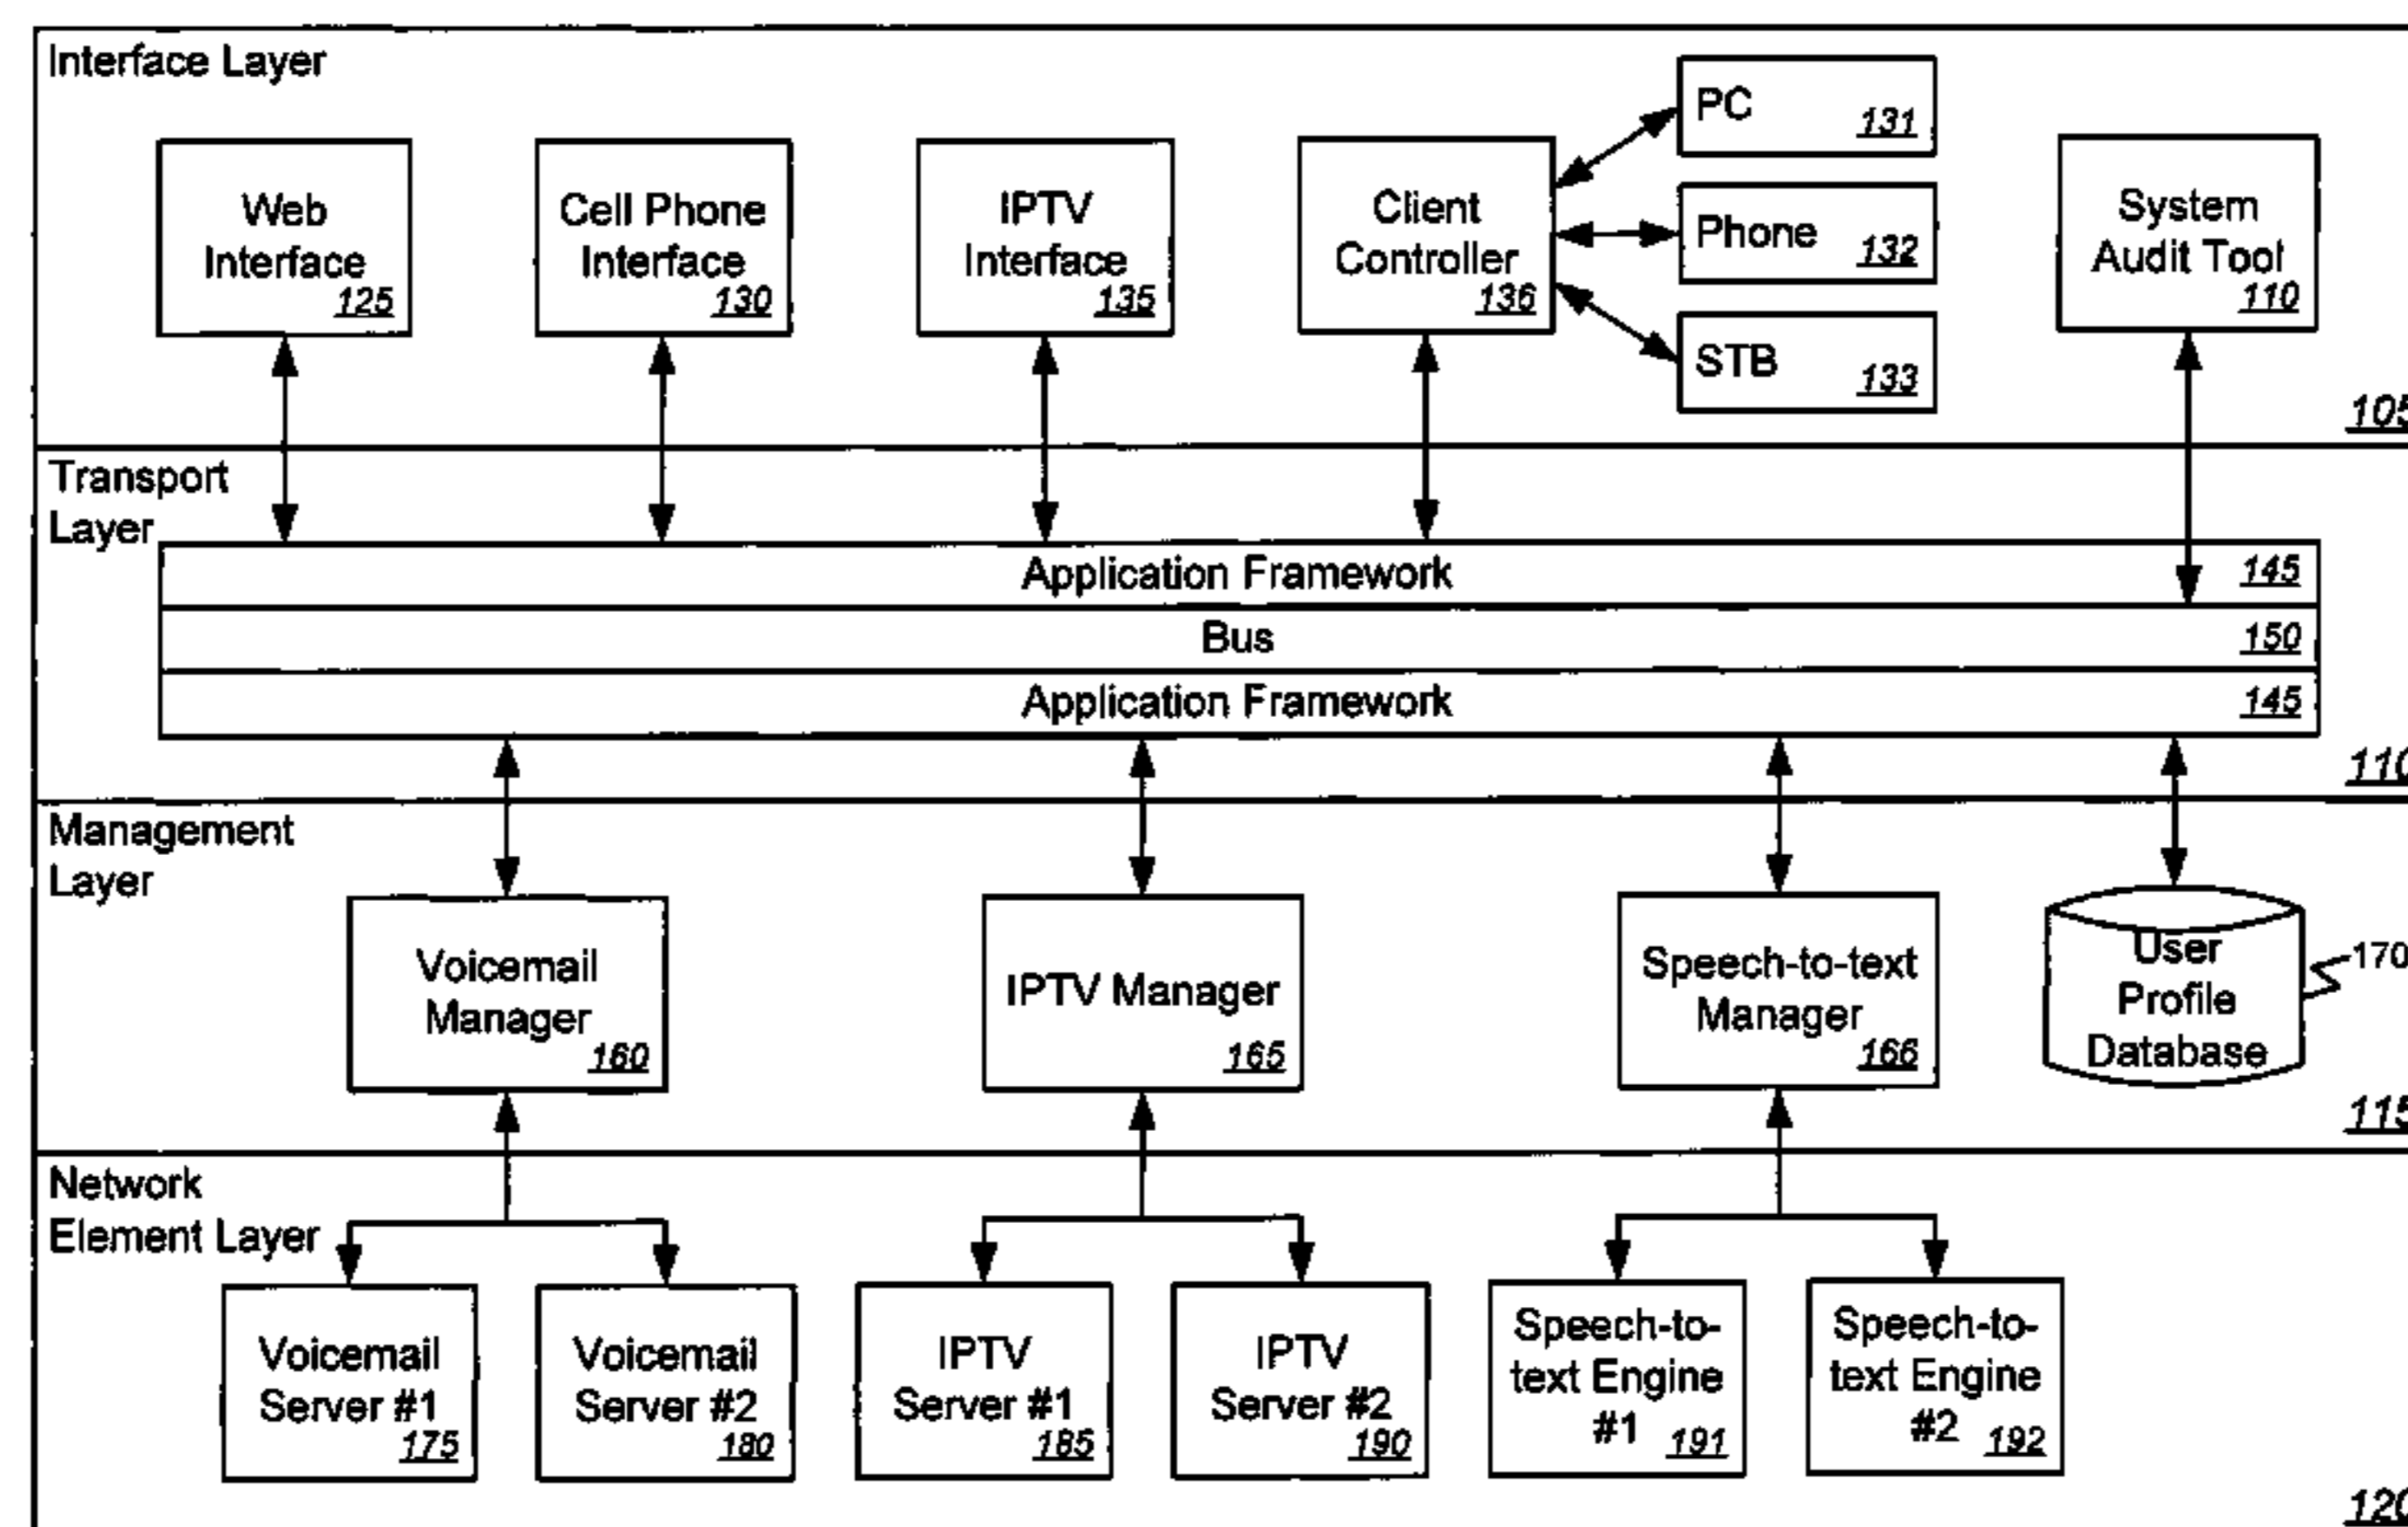 Interface Layer
PC
131
Web
Interface
125
Cell Phone
Interface
130
IPTV
Interface
135
Client
Controller
136
Phone
132
STB
133
System
Audit Tool
110
105
Transport
Layer
Application Framework
145
Bus
150
Application Framework
145
110
Management
Layer
Voicemail
Manager
160
IPTV Manager
165
Speech-to-text
Manager
166
User
Profile
Database
170
115
Network
Element Layer
Voicemail
Server #1
175
Voicemail
Server #2
180
IPTV
Server #1
185
IPTV
Server #2
190
Speech-to-
text Engine
#1 191
Speech-to-
text Engine
#2 192
120